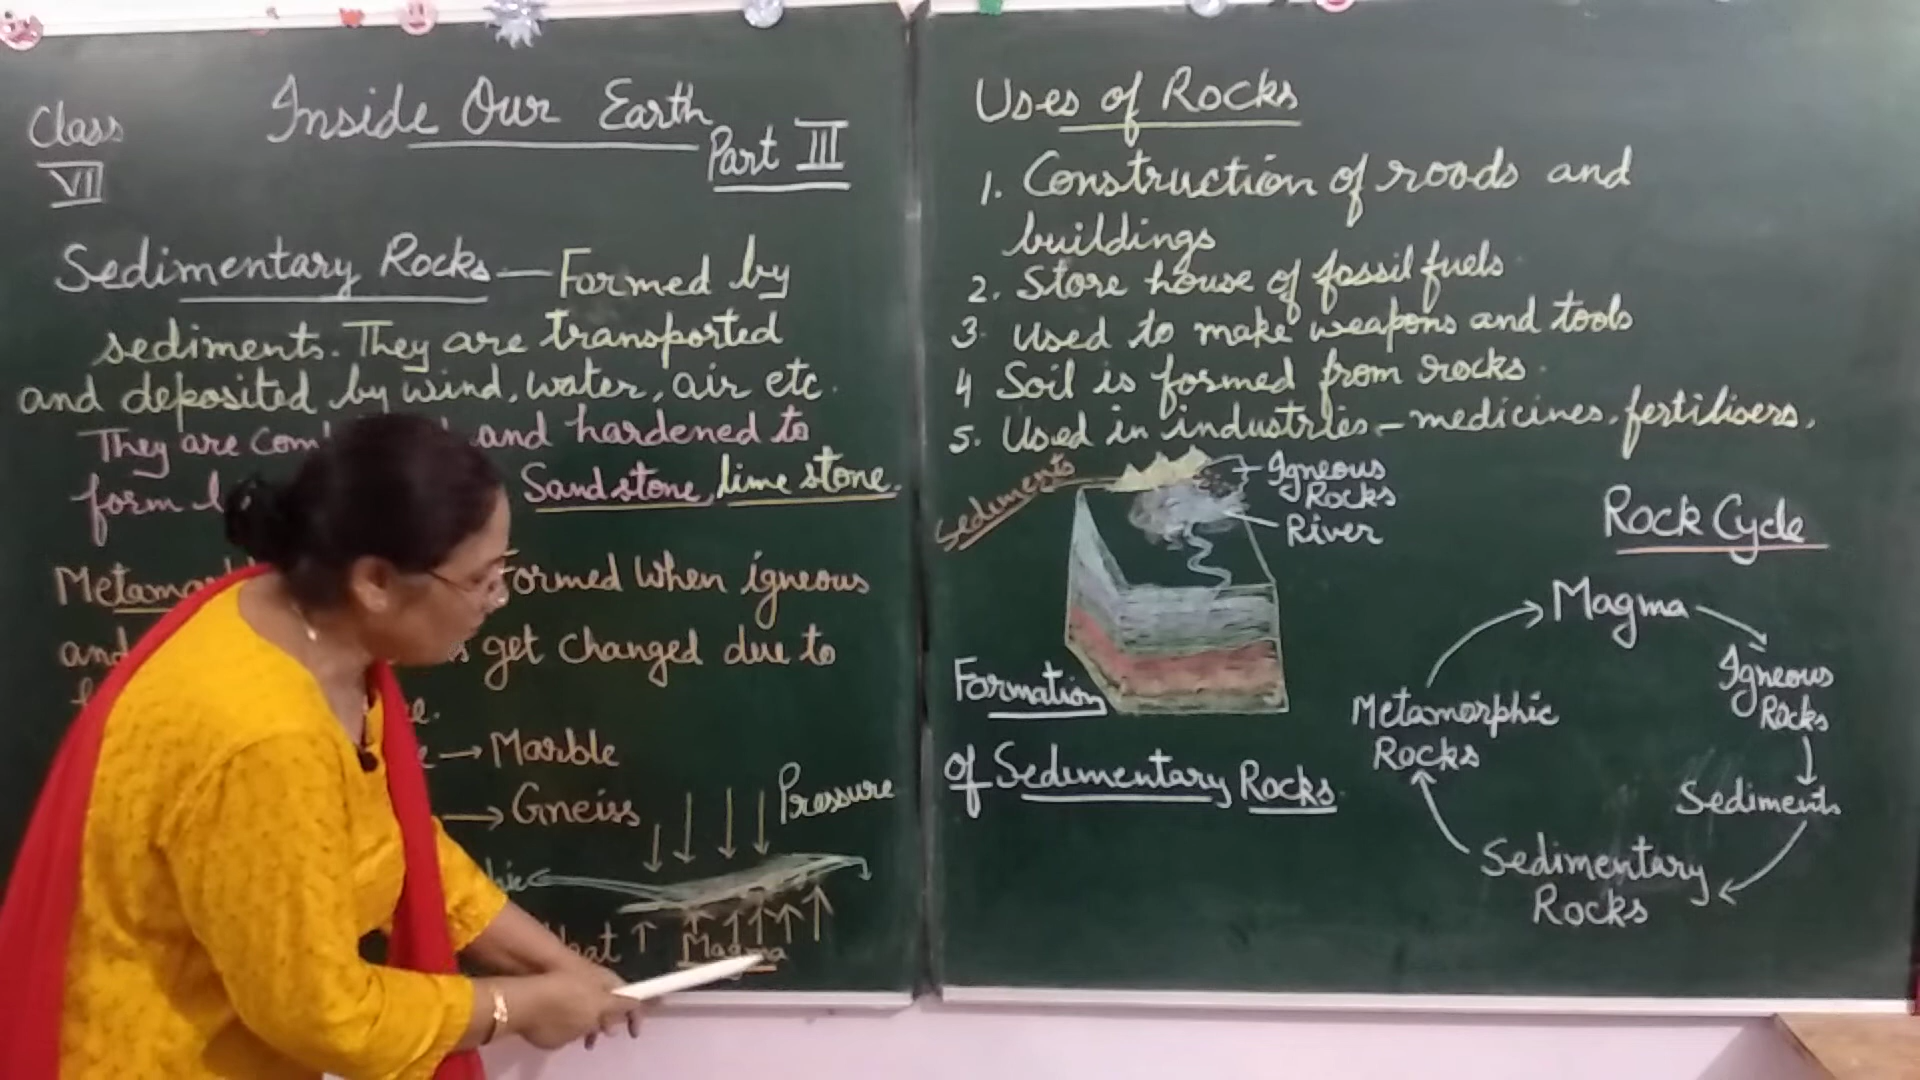 Class
VII
Inside Our Earth
Part III
Sedimentary Rocks — Formed by
sediments. They are transported
and deposited by wind, water, air etc.
They are and hardened to
form Sandstone, lime stone.
Formed when igneous
and get changed due to
→ Marble
→ Gneiss
Pressure
Magma
Uses of Rocks
1. Construction of roads and
buildings
2. Store house of fossil fuels.
3. Used to make weapons and tools
4 Soil is formed from rocks.
5. Used in industries – medicines, fertilisers.
Sediments
Igneous
Rocks
River
Formation
of Sedimentary Rocks.
Rock Cycle
Magma
Igneous
Rocks
Sediments
Sedimentary
Rocks
Metamorphic
Rocks